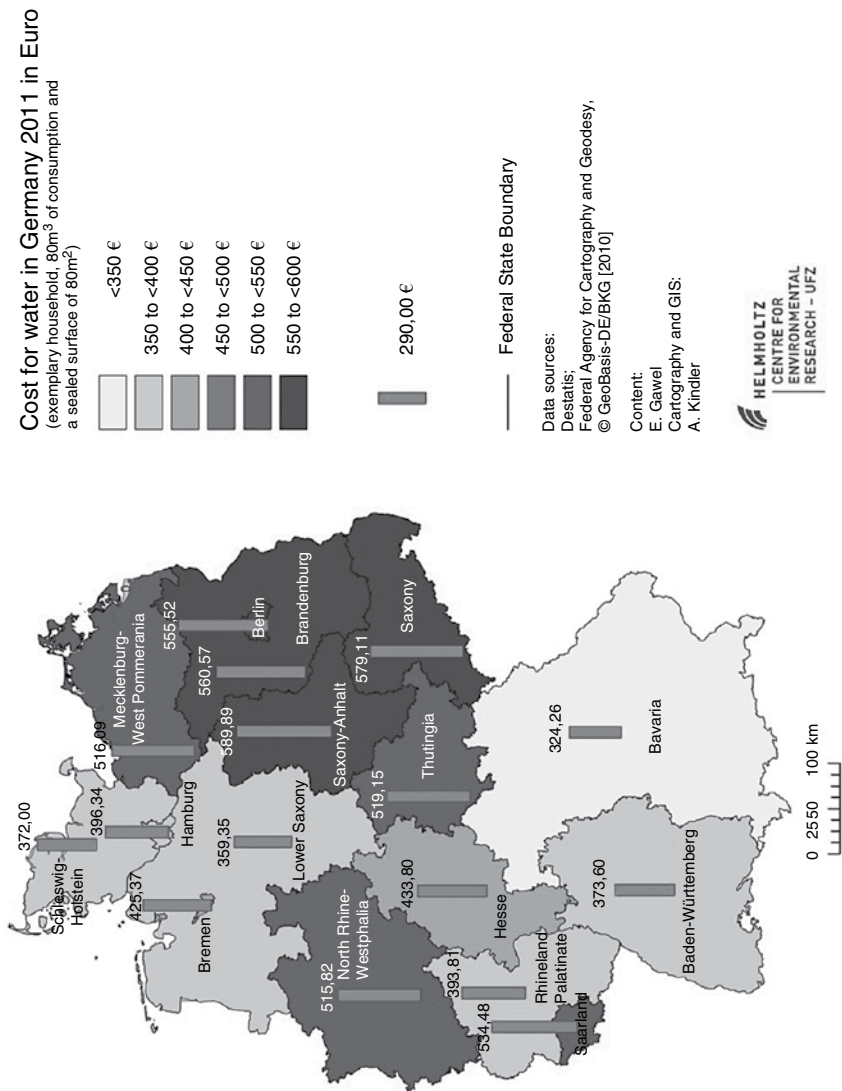 Cost for water in Germany 2011 in Euro
(exemplary household, 80m³ of consumption and
a sealed surface of 80m²)
<350 €
350 to <400 €
400 to <450 €
450 to <500 €
500 to <550 €
550 to <600 €
290,00 €
Federal State Boundary
Data sources:
Destatis;
Federal Agency for Cartography and Geodesy,
© GeoBasis-DE/BKG [2010]
Content:
E. Gawel
Cartography and GIS:
A. Kindler
HELMHOLTZ
CENTRE FOR
ENVIRONMENTAL
RESEARCH – UFZ
372,00
Schleswig-
Holstein
396,34
Hamburg
516,09
Mecklenburg-
West Pommerania
425,37
Bremen
359,35
Lower Saxony
555,52
Berlin
560,57
Brandenburg
589,89
Saxony-Anhalt
579,11
Saxony
515,82
North Rhine-
Westphalia
433,80
Hesse
519,15
Thutingia
393,81
Rhineland
Palatinate
534,48
Saarland
373,60
Baden-Württemberg
324,26
Bavaria
0 2550 100 km